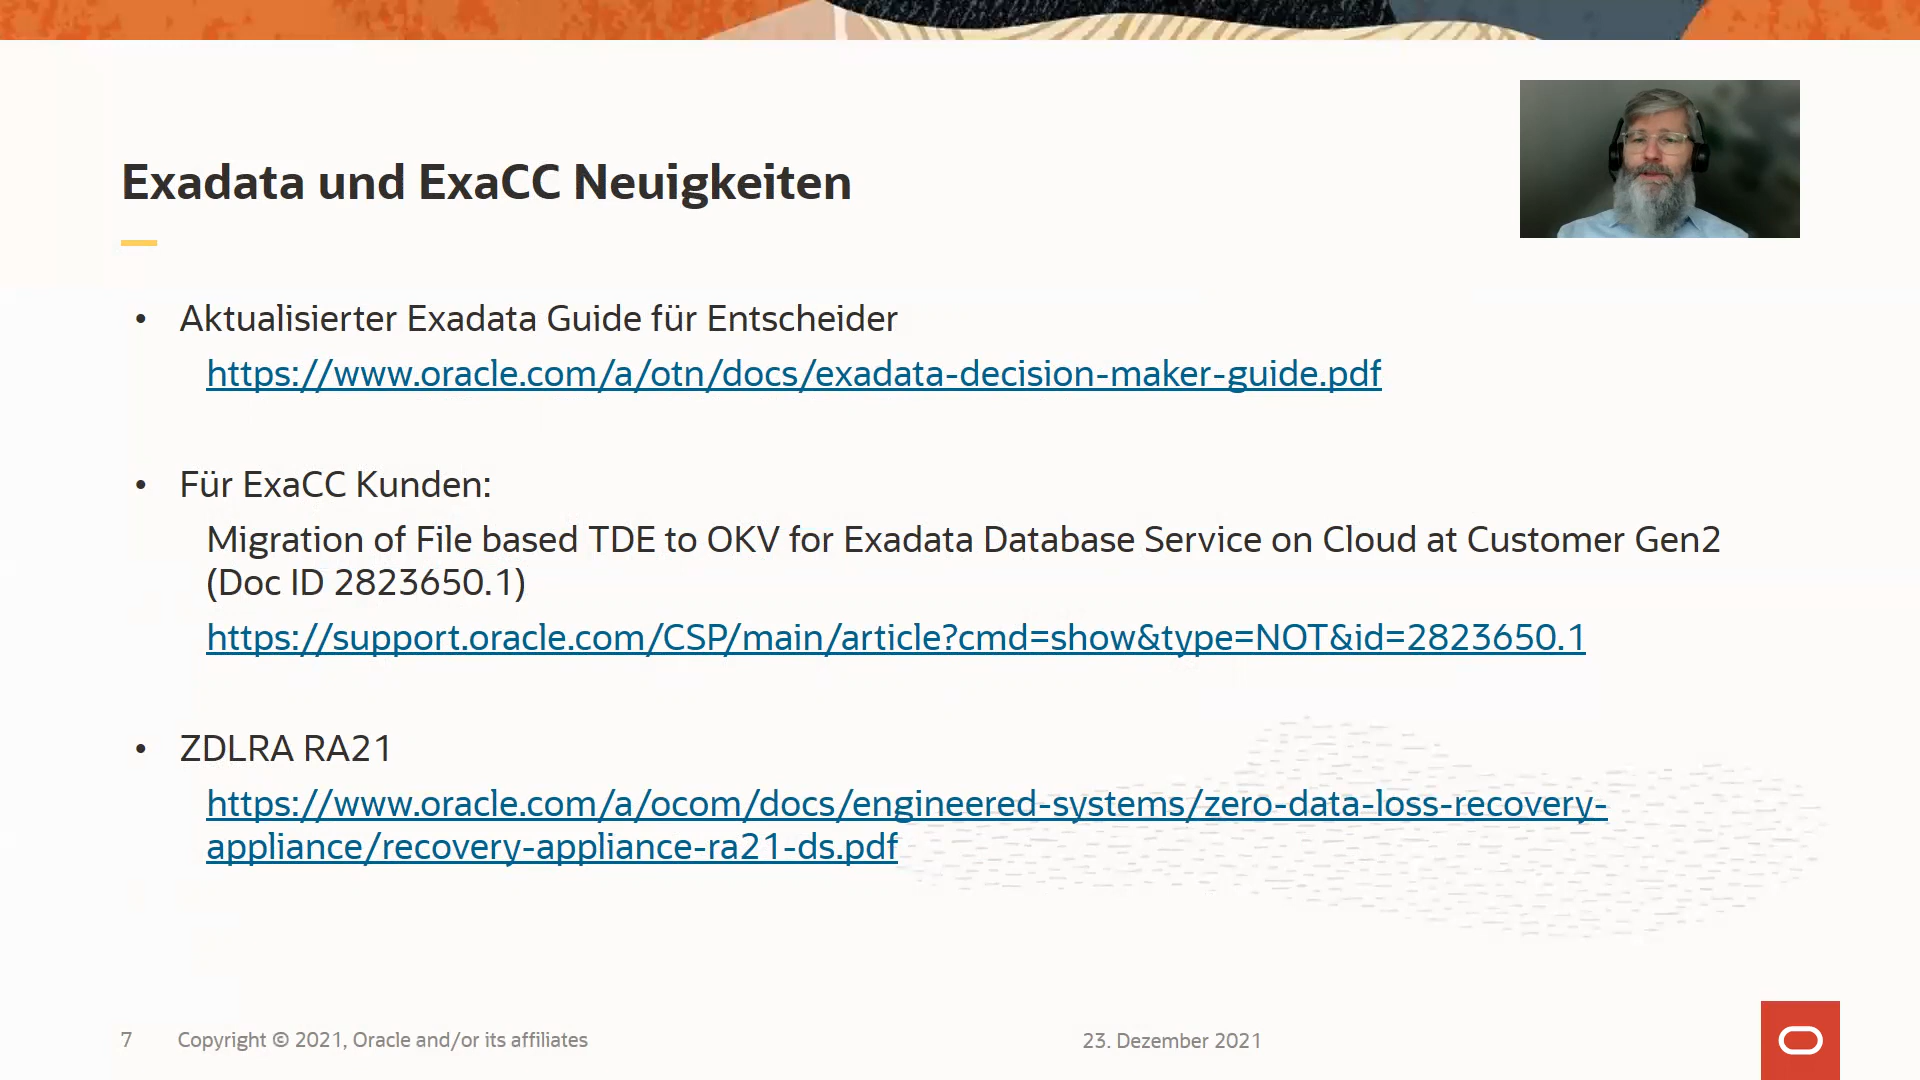 Exadata und ExaCC Neuigkeiten
• Aktualisierter Exadata Guide für Entscheider
https://www.oracle.com/a/otn/docs/exadata-decision-maker-guide.pdf
• Für ExaCC Kunden:
Migration of File based TDE to OKV for Exadata Database Service on Cloud at Customer Gen2
(Doc ID 2823650.1)
https://support.oracle.com/CSP/main/article?cmd=show&type=NOT&id=2823650.1
• ZDLRA RA21
https://www.oracle.com/a/ocom/docs/engineered-systems/zero-data-loss-recovery-
appliance/recovery-appliance-ra21-ds.pdf
7 Copyright © 2021, Oracle and/or its affiliates 23. Dezember 2021